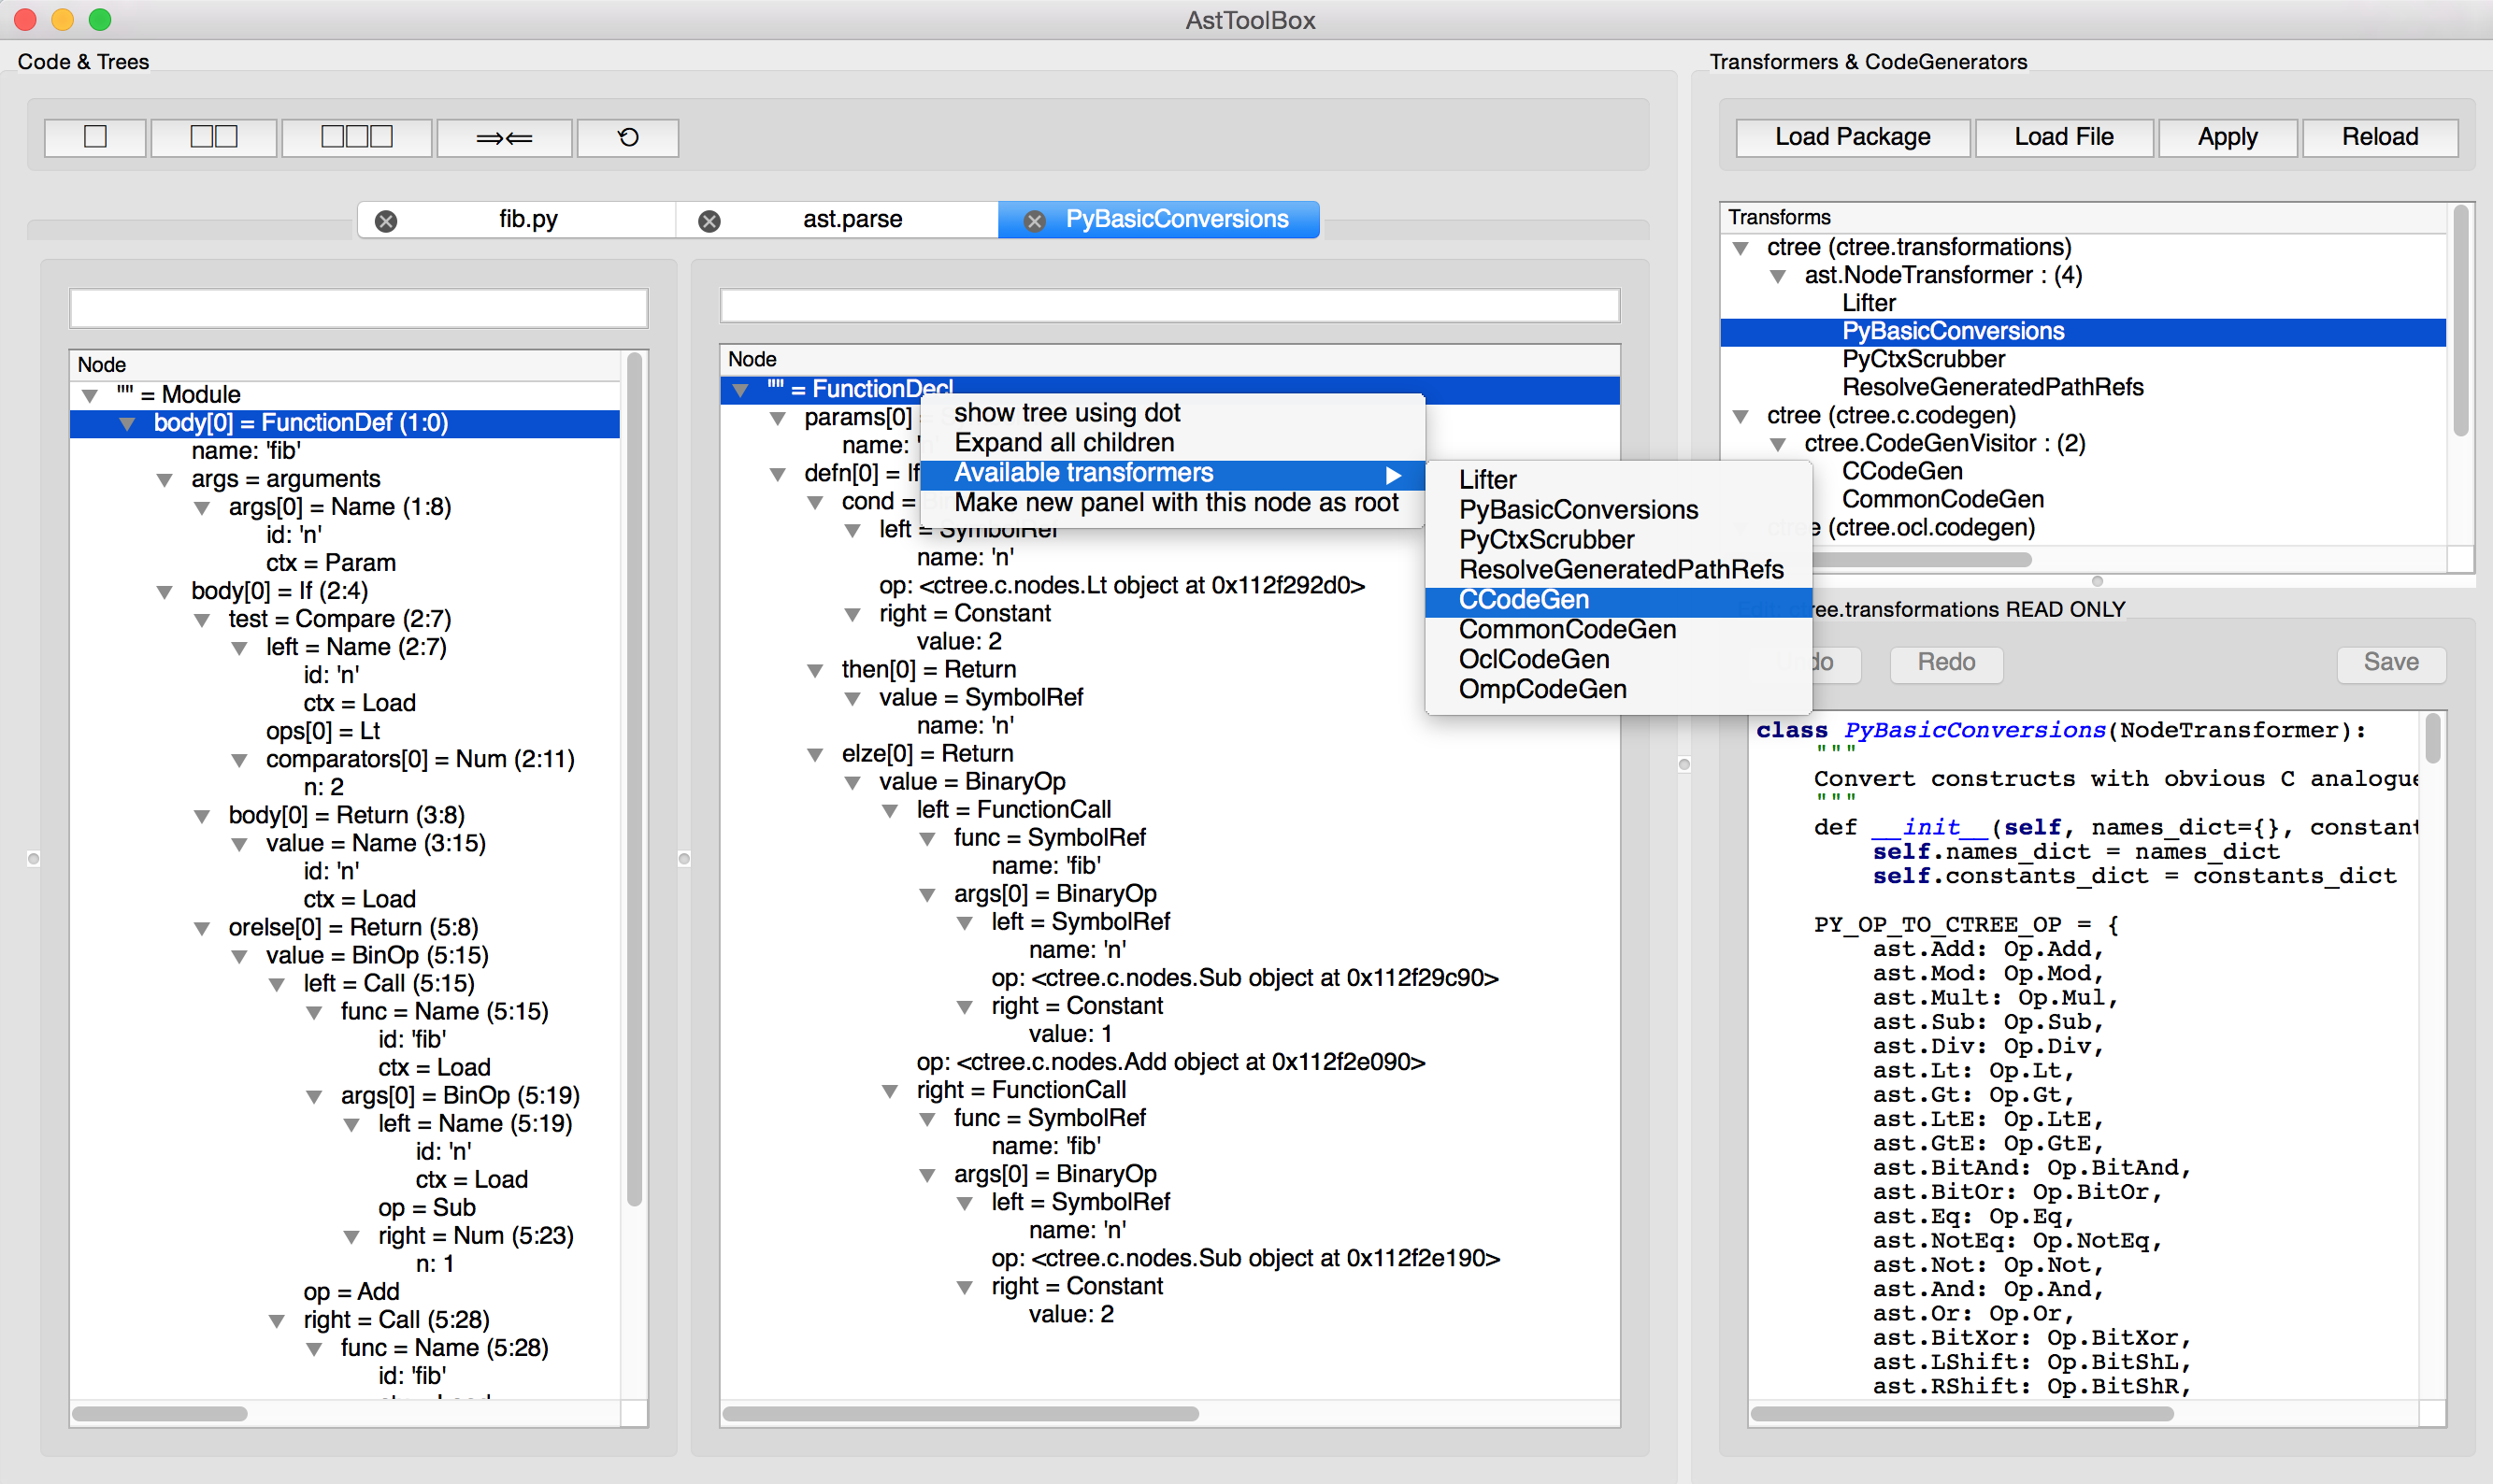 AstToolBox
Code & Trees
Transformers & CodeGenerators
Load Package
Load File
Apply
Reload
fib.py
ast.parse
PyBasicConversions
Node
"" = Module
body[0] = FunctionDef (1:0)
name: 'fib'
args = arguments
args[0] = Name (1:8)
id: 'n'
ctx = Param
body[0] = If (2:4)
test = Compare (2:7)
left = Name (2:7)
id: 'n'
ctx = Load
ops[0] = Lt
comparators[0] = Num (2:11)
n: 2
body[0] = Return (3:8)
value = Name (3:15)
id: 'n'
ctx = Load
orelse[0] = Return (5:8)
value = BinOp (5:15)
left = Call (5:15)
func = Name (5:15)
id: 'fib'
ctx = Load
args[0] = BinOp (5:19)
left = Name (5:19)
id: 'n'
ctx = Load
op = Sub
right = Num (5:23)
n: 1
op = Add
right = Call (5:28)
func = Name (5:28)
id: 'fib'
Node
"" = FunctionDecl
params[0] =
name: 'n'
defn[0] = If
cond =
left = SymbolRef
name: 'n'
op: <ctree.c.nodes.Lt object at 0x112f292d0>
right = Constant
value: 2
then[0] = Return
value = SymbolRef
name: 'n'
elze[0] = Return
value = BinaryOp
left = FunctionCall
func = SymbolRef
name: 'fib'
args[0] = BinaryOp
left = SymbolRef
name: 'n'
op: <ctree.c.nodes.Sub object at 0x112f29c90>
right = Constant
value: 1
op: <ctree.c.nodes.Add object at 0x112f2e090>
right = FunctionCall
func = SymbolRef
name: 'fib'
args[0] = BinaryOp
left = SymbolRef
name: 'n'
op: <ctree.c.nodes.Sub object at 0x112f2e190>
right = Constant
value: 2
show tree using dot
Expand all children
Available transformers
Make new panel with this node as root
Lifter
PyBasicConversions
PyCtxScrubber
ResolveGeneratedPathRefs
CCodeGen
CommonCodeGen
OclCodeGen
OmpCodeGen
Transforms
ctree (ctree.transformations)
ast.NodeTransformer : (4)
Lifter
PyBasicConversions
PyCtxScrubber
ResolveGeneratedPathRefs
ctree (ctree.c.codegen)
ctree.CodeGenVisitor : (2)
CCodeGen
CommonCodeGen
ctree (ctree.ocl.codegen)
Edit: ctree.transformations READ ONLY
Undo
Redo
Save
class PyBasicConversions(NodeTransformer):
"""
Convert constructs with obvious C analogue
"""
def __init__(self, names_dict={}, constant
self.names_dict = names_dict
self.constants_dict = constants_dict
PY_OP_TO_CTREE_OP = {
ast.Add: Op.Add,
ast.Mod: Op.Mod,
ast.Mult: Op.Mul,
ast.Sub: Op.Sub,
ast.Div: Op.Div,
ast.Lt: Op.Lt,
ast.Gt: Op.Gt,
ast.LtE: Op.LtE,
ast.GtE: Op.GtE,
ast.BitAnd: Op.BitAnd,
ast.BitOr: Op.BitOr,
ast.Eq: Op.Eq,
ast.NotEq: Op.NotEq,
ast.Not: Op.Not,
ast.And: Op.And,
ast.Or: Op.Or,
ast.BitXor: Op.BitXor,
ast.LShift: Op.BitShL,
ast.RShift: Op.BitShR,